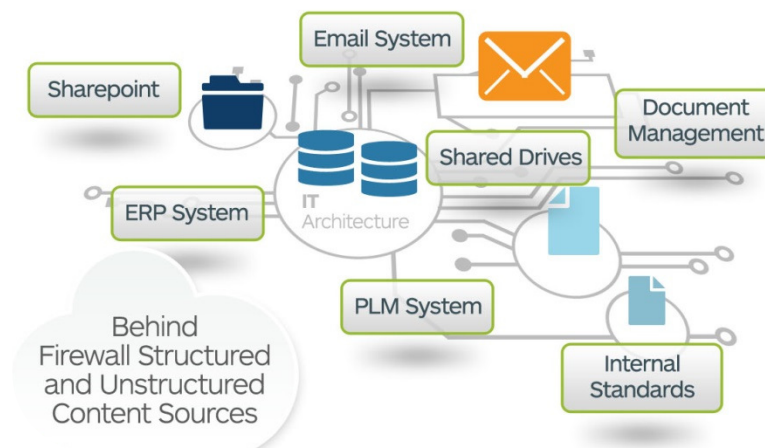 Email System
Sharepoint
Document
Management
Shared Drives
IT
Architecture
ERP System
PLM System
Behind
Firewall Structured
and Unstructured
Content Sources
Internal
Standards